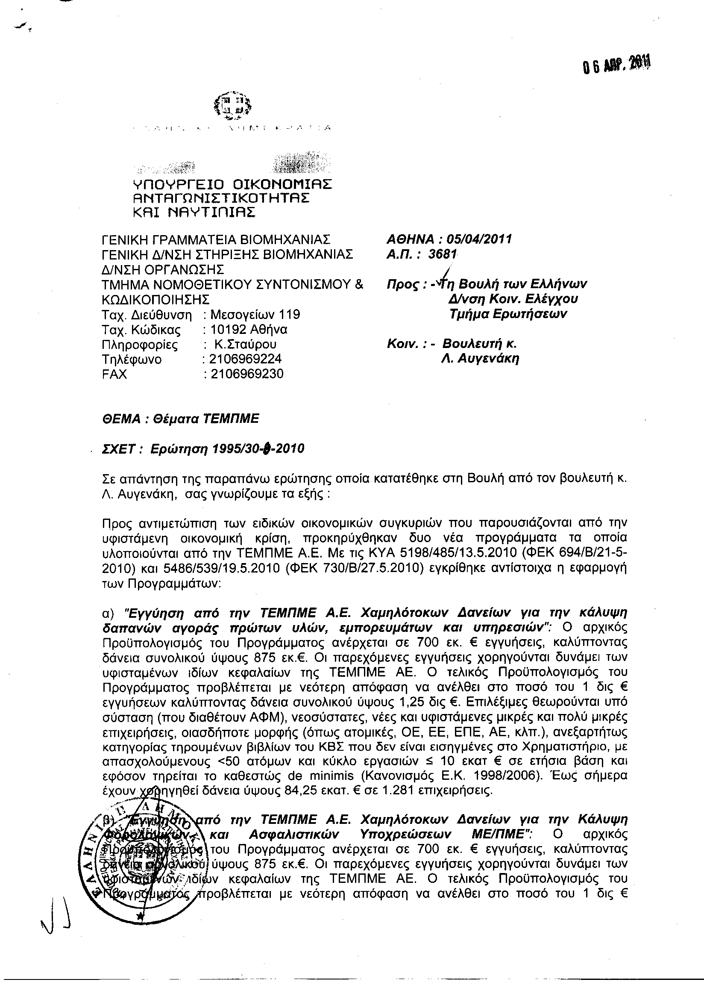 06 ΑΠΡ. 2011
ΥΠΟΥΡΓΕΙΟ ΟΙΚΟΝΟΜΙΑΣ
ΑΝΤΑΓΩΝΙΣΤΙΚΟΤΗΤΑΣ
ΚΑΙ ΝΑΥΤΙΛΙΑΣ
ΓΕΝΙΚΗ ΓΡΑΜΜΑΤΕΙΑ ΒΙΟΜΗΧΑΝΙΑΣ
ΓΕΝΙΚΗ Δ/ΝΣΗ ΣΤΗΡΙΞΗΣ ΒΙΟΜΗΧΑΝΙΑΣ
Δ/ΝΣΗ ΟΡΓΑΝΩΣΗΣ
ΤΜΗΜΑ ΝΟΜΟΘΕΤΙΚΟΥ ΣΥΝΤΟΝΙΣΜΟΥ &
ΚΩΔΙΚΟΠΟΙΗΣΗΣ
Ταχ. Διεύθυνση : Μεσογείων 119
Ταχ. Κώδικας : 10192 Αθήνα
Πληροφορίες : Κ.Σταύρου
Τηλέφωνο : 2106969224
FAX : 2106969230
ΑΘΗΝΑ : 05/04/2011
Α.Π. : 3681
Προς : - Τη Βουλή των Ελλήνων
Δ/νση Κοιν. Ελέγχου
Τμήμα Ερωτήσεων
Κοιν. : - Βουλευτή κ.
Λ. Αυγενάκη
ΘΕΜΑ : Θέματα ΤΕΜΠΜΕ
ΣΧΕΤ : Ερώτηση 1995/30- -2010
Σε απάντηση της παραπάνω ερώτησης οποία κατατέθηκε στη Βουλή από τον βουλευτή κ.
Λ. Αυγενάκη, σας γνωρίζουμε τα εξής :
Προς αντιμετώπιση των ειδικών οικονομικών συγκυριών που παρουσιάζονται από την
υφιστάμενη οικονομική κρίση, προκηρύχθηκαν δυο νέα προγράμματα τα οποία
υλοποιούνται από την ΤΕΜΠΜΕ Α.Ε. Με τις ΚΥΑ 5198/485/13.5.2010 (ΦΕΚ 694/Β/21-5-
2010) και 5486/539/19.5.2010 (ΦΕΚ 730/Β/27.5.2010) εγκρίθηκε αντίστοιχα η εφαρμογή
των Προγραμμάτων:
α) "Εγγύηση από την ΤΕΜΠΜΕ Α.Ε. Χαμηλότοκων Δανείων για την κάλυψη
δαπανών αγοράς πρώτων υλών, εμπορευμάτων και υπηρεσιών": Ο αρχικός
Προϋπολογισμός του Προγράμματος ανέρχεται σε 700 εκ. € εγγυήσεις, καλύπτοντας
δάνεια συνολικού ύψους 875 εκ.€. Οι παρεχόμενες εγγυήσεις χορηγούνται δυνάμει των
υφισταμένων ιδίων κεφαλαίων της ΤΕΜΠΜΕ ΑΕ. Ο τελικός Προϋπολογισμός του
Προγράμματος προβλέπεται με νεότερη απόφαση να ανέλθει στο ποσό του 1 δις €
εγγυήσεων καλύπτοντας δάνεια συνολικού ύψους 1,25 δις €. Επιλέξιμες θεωρούνται υπό
σύσταση (που διαθέτουν ΑΦΜ), νεοσύστατες, νέες και υφιστάμενες μικρές και πολύ μικρές
επιχειρήσεις, οιασδήποτε μορφής (όπως ατομικές, ΟΕ, ΕΕ, ΕΠΕ, ΑΕ, κλπ.), ανεξαρτήτως
κατηγορίας τηρουμένων βιβλίων του ΚΒΣ που δεν είναι εισηγμένες στο Χρηματιστήριο, με
απασχολούμενους <50 ατόμων και κύκλο εργασιών ≤ 10 εκατ € σε ετήσια βάση και
εφόσον τηρείται το καθεστώς de minimis (Κανονισμός Ε.Κ. 1998/2006). Έως σήμερα
έχουν χορηγηθεί δάνεια ύψους 84,25 εκατ. € σε 1.281 επιχειρήσεις.
β) "Εγγύηση από την ΤΕΜΠΜΕ Α.Ε. Χαμηλότοκων Δανείων για την Κάλυψη
Φορολογικών και Ασφαλιστικών Υποχρεώσεων ΜΕ/ΠΜΕ": Ο αρχικός
Προϋπολογισμός του Προγράμματος ανέρχεται σε 700 εκ. € εγγυήσεις, καλύπτοντας
δάνεια συνολικού ύψους 875 εκ.€. Οι παρεχόμενες εγγυήσεις χορηγούνται δυνάμει των
υφισταμένων ιδίων κεφαλαίων της ΤΕΜΠΜΕ ΑΕ. Ο τελικός Προϋπολογισμός του
Προγράμματος προβλέπεται με νεότερη απόφαση να ανέλθει στο ποσό του 1 δις €